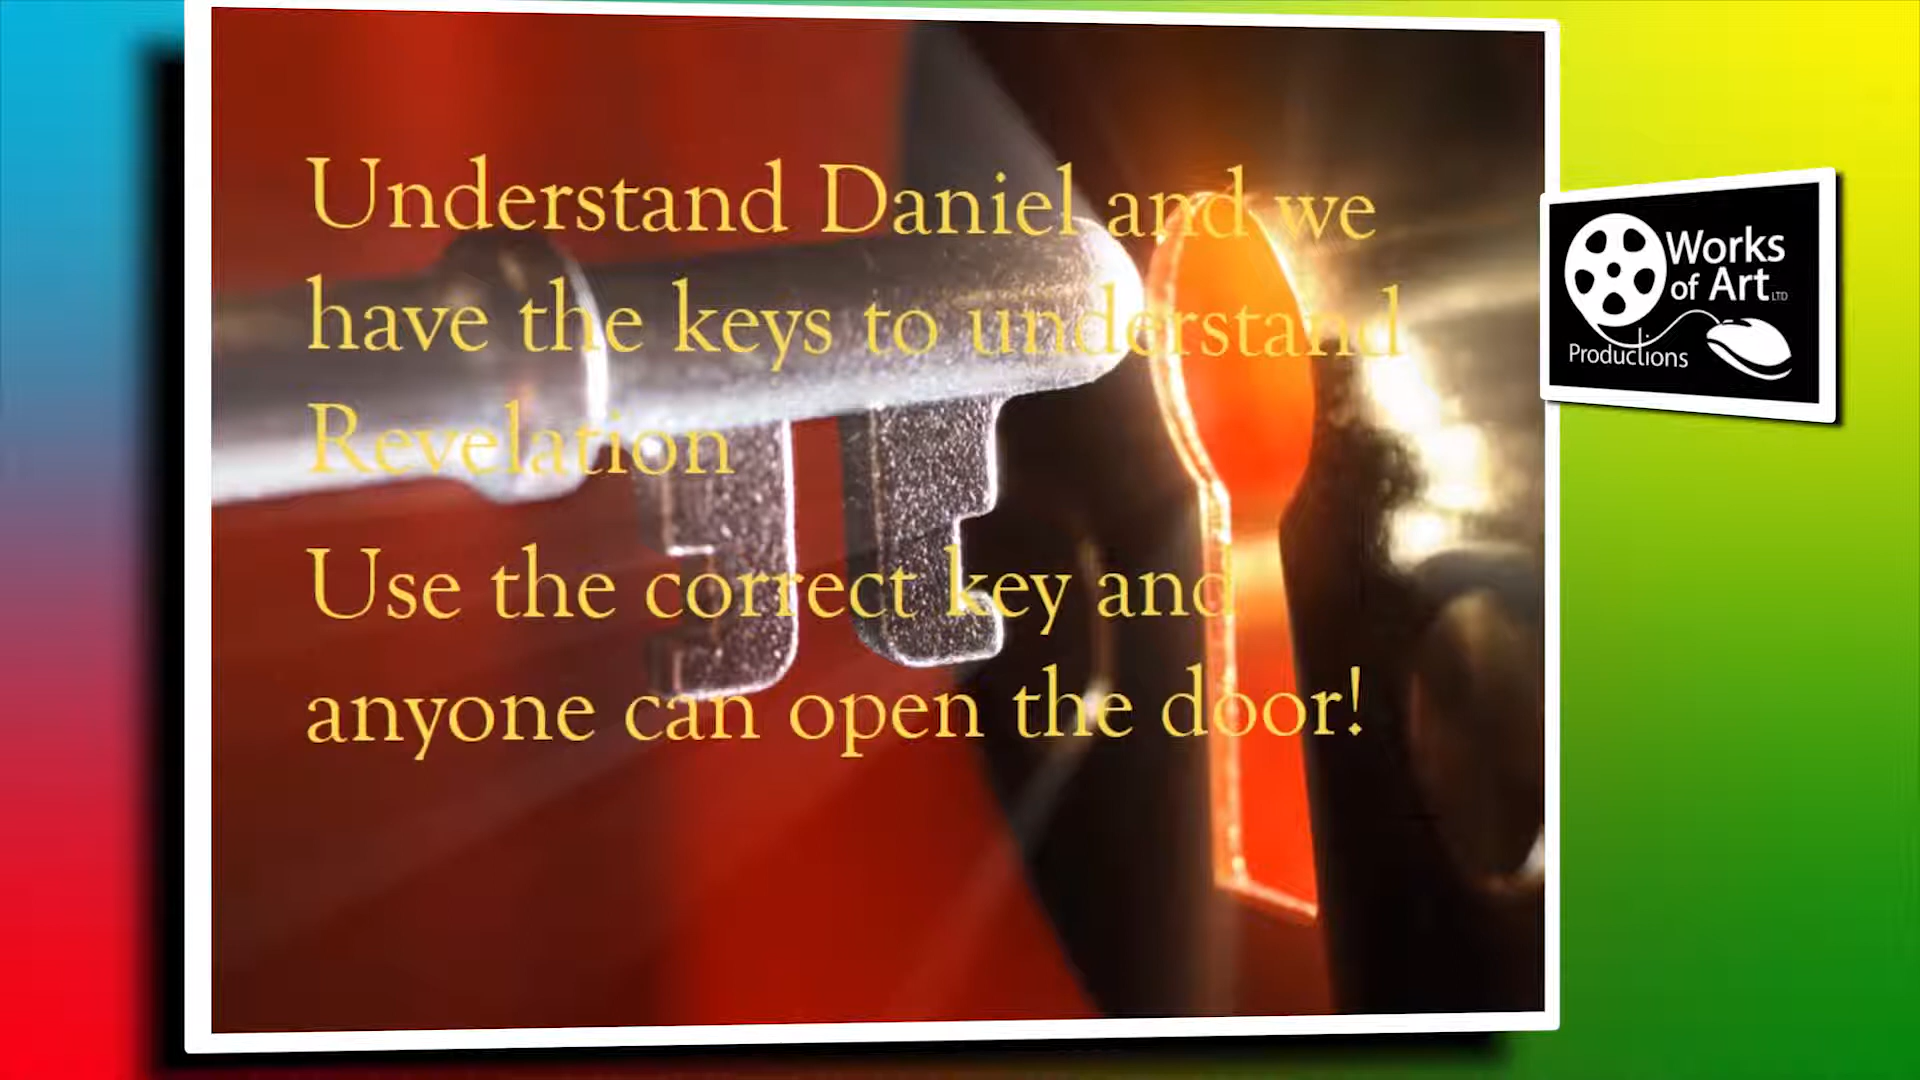 Understand Daniel and we
have the keys to understand
Revelation
Use the correct key and
anyone can open the door!
Works
of Art LTD
Productions